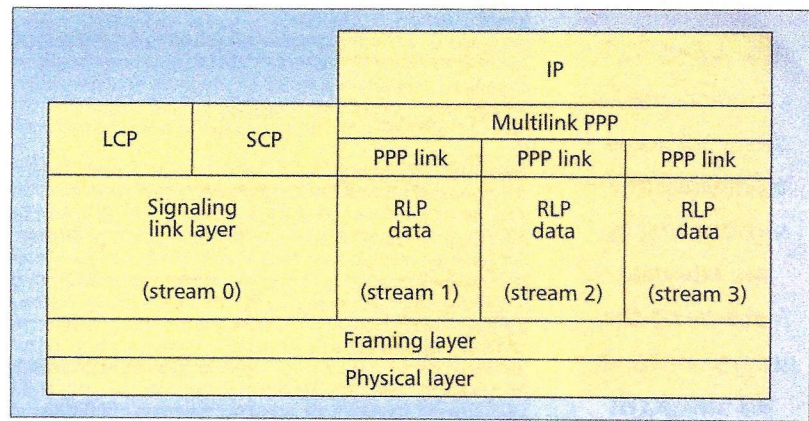 IP
LCP
SCP
Multilink PPP
PPP link
PPP link
PPP link
Signaling
link layer
(stream 0)
RLP
data
(stream 1)
RLP
data
(stream 2)
RLP
data
(stream 3)
Framing layer
Physical layer